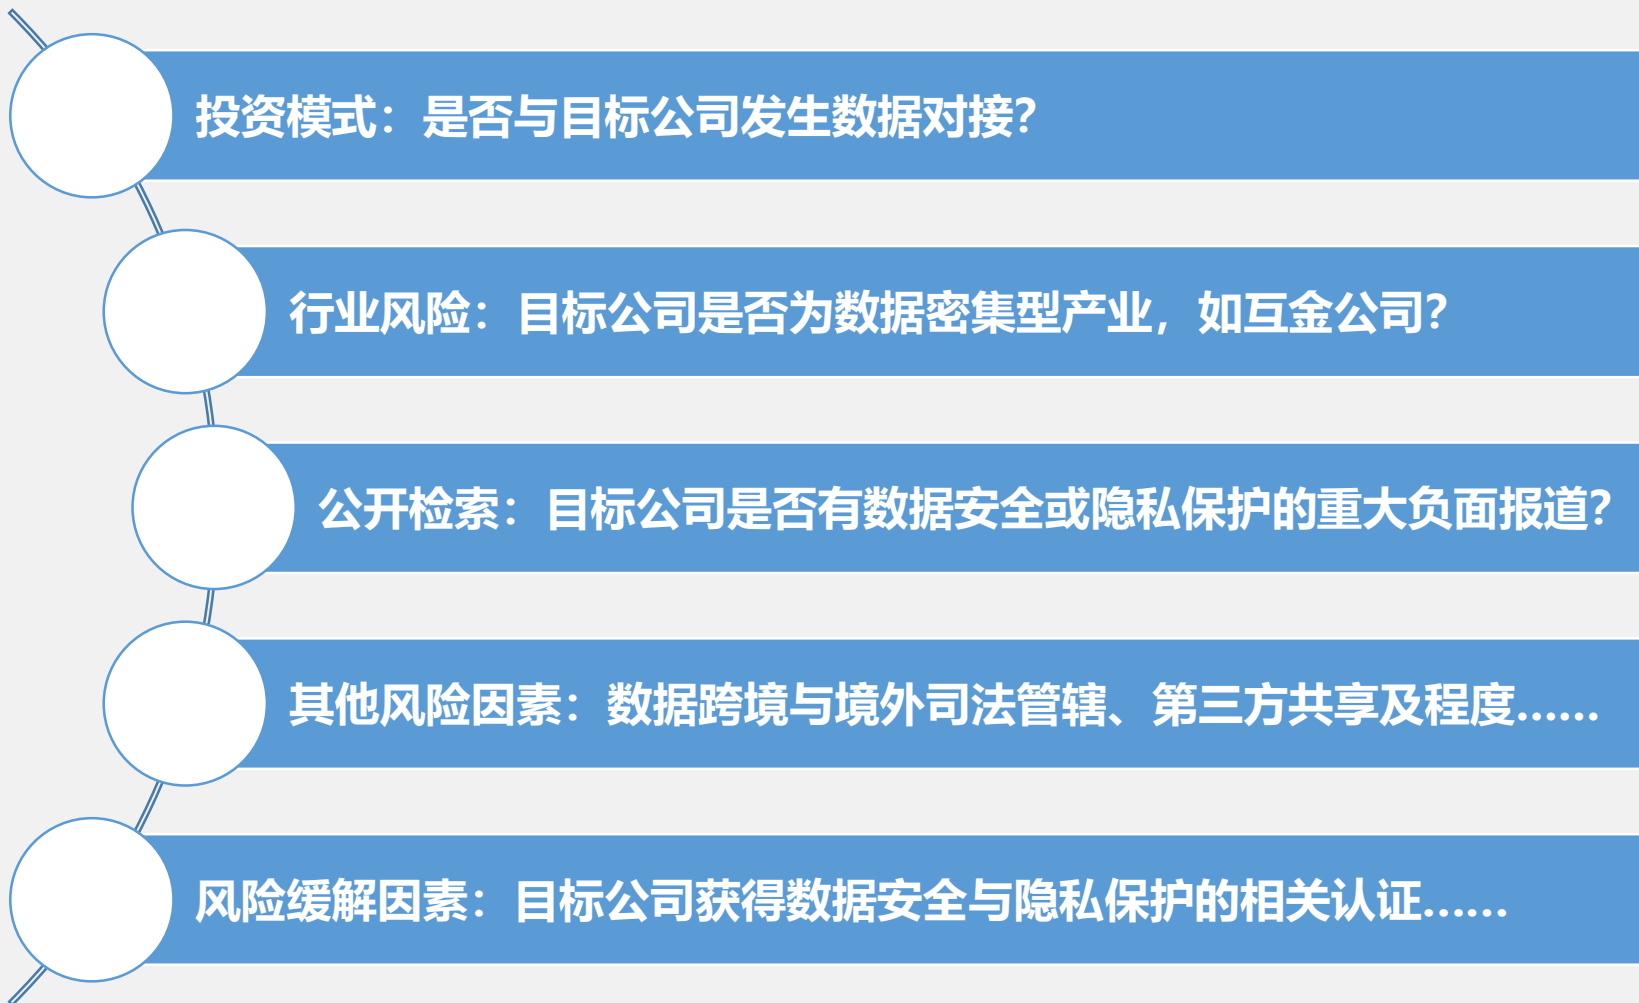 投资模式：是否与目标公司发生数据对接？
行业风险：目标公司是否为数据密集型产业，如互金公司？
公开检索：目标公司是否有数据安全或隐私保护的重大负面报道？
其他风险因素：数据跨境与境外司法管辖、第三方共享及程度……
风险缓解因素：目标公司获得数据安全与隐私保护的相关认证……